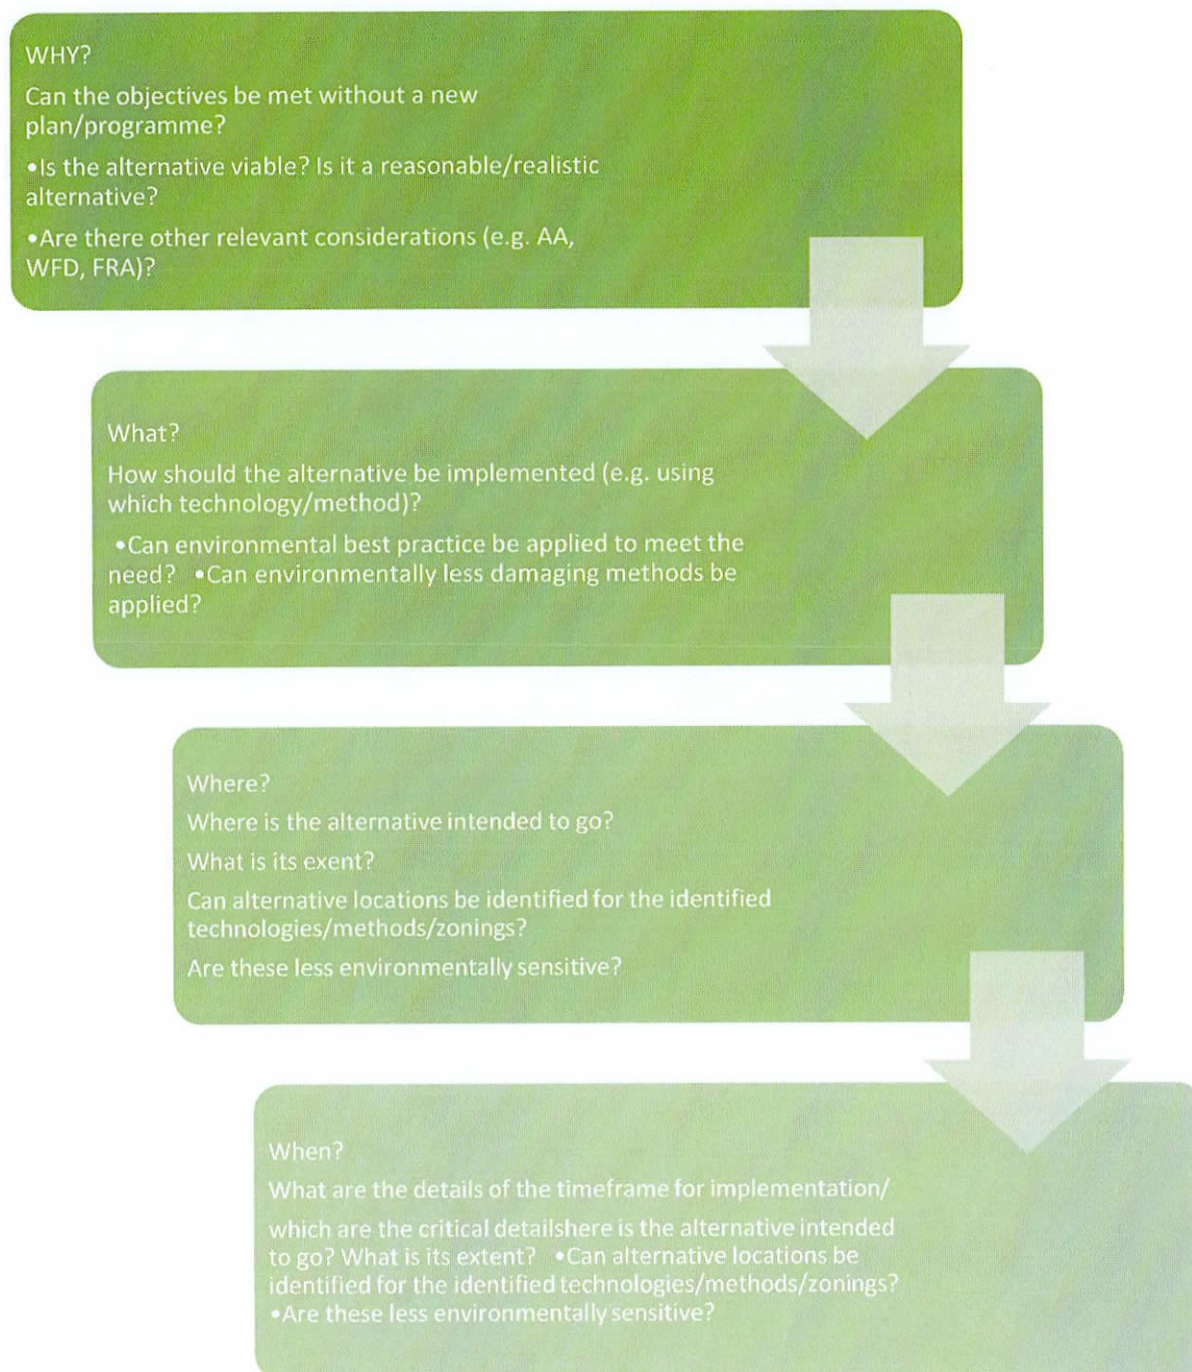 WHY?
Can the objectives be met without a new
plan/programme?
•Is the alternative viable? Is it a reasonable/realistic
alternative?
•Are there other relevant considerations (e.g. AA,
WFD, FRA)?
What?
How should the alternative be implemented (e.g. using
which technology/method)?
•Can environmental best practice be applied to meet the
need? •Can environmentally less damaging methods be
applied?
Where?
Where is the alternative intended to go?
What is its exent?
Can alternative locations be identified for the identified
technologies/methods/zonings?
Are these less environmentally sensitive?
When?
What are the details of the timeframe for implementation/
which are the critical detailshere is the alternative intended
to go? What is its extent? •Can alternative locations be
identified for the identified technologies/methods/zonings?
•Are these less environmentally sensitive?